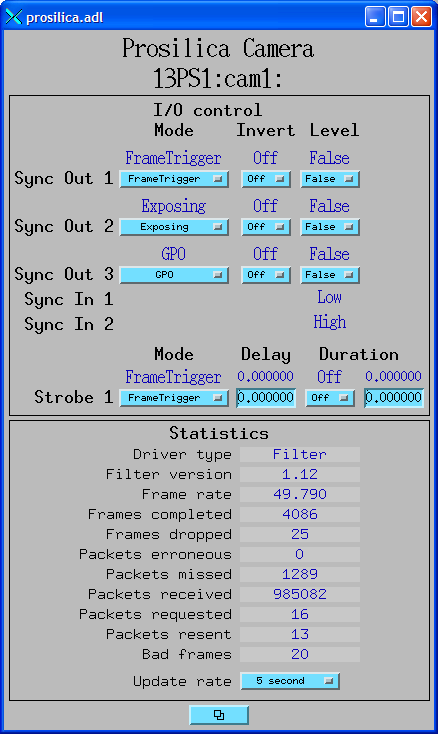 prosilica.adl
Prosilica Camera
13PS1:cam1:
I/O control
Mode Invert Level
FrameTrigger Off False
Sync Out 1 FrameTrigger Off False
Exposing Off False
Sync Out 2 Exposing Off False
GPO Off False
Sync Out 3 GPO Off False
Sync In 1 Low
Sync In 2 High
Mode Delay Duration
FrameTrigger 0.000000 Off 0.000000
Strobe 1 FrameTrigger 0.000000 Off 0.000000
Statistics
Driver type Filter
Filter version 1.12
Frame rate 49.790
Frames completed 4086
Frames dropped 25
Packets erroneous 0
Packets missed 1289
Packets received 985082
Packets requested 16
Packets resent 13
Bad frames 20
Update rate 5 second